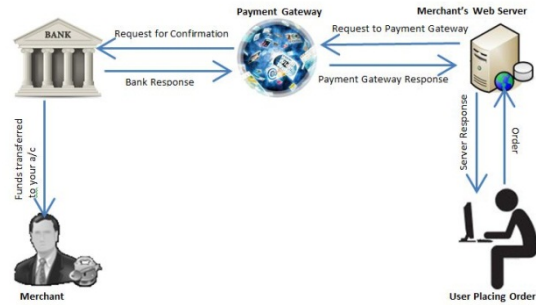 Payment Gateway
Merchant's Web Server
BANK
Request for Confirmation
Request to Payment Gateway
Bank Response
Payment Gateway Response
Funds transferred
to your a/c
Server Response
Order
Merchant
User Placing Order